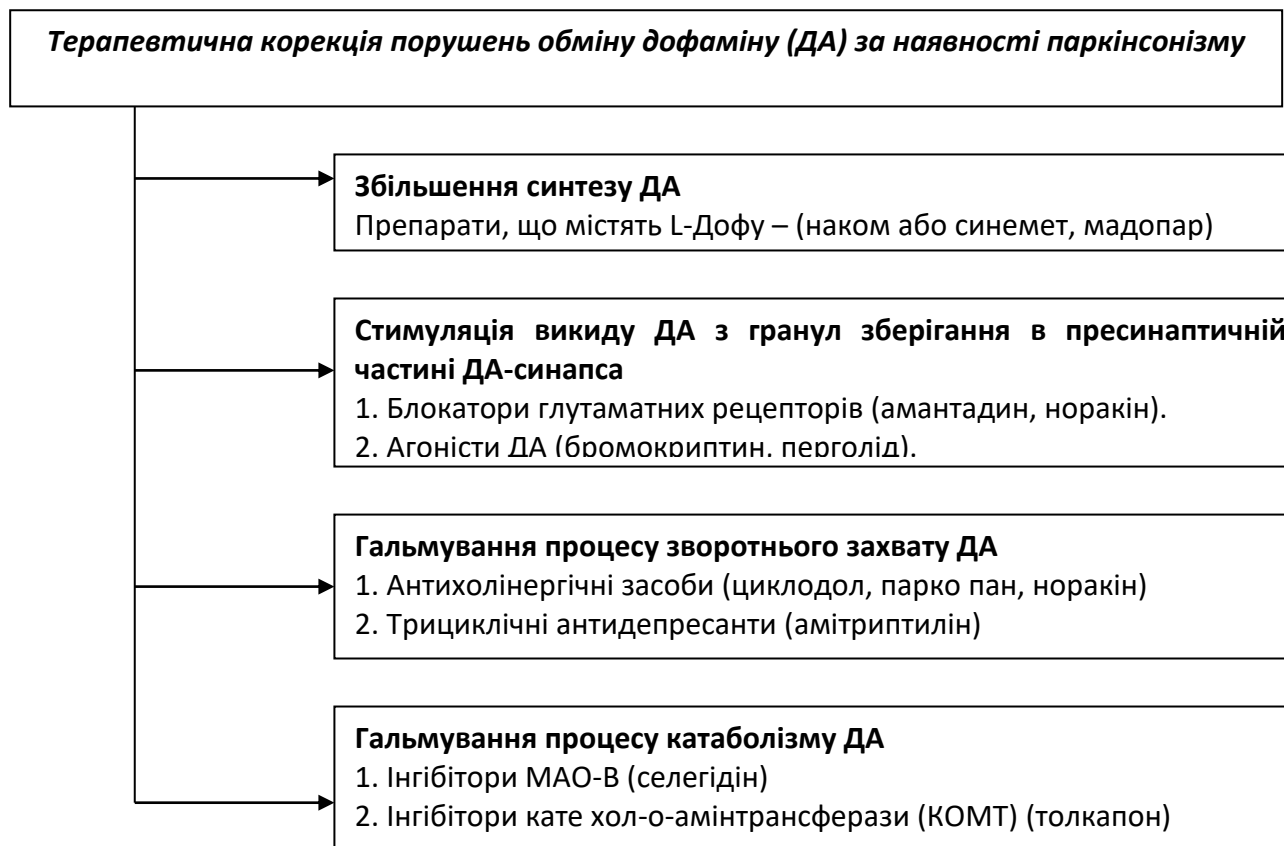 Терапевтична корекція порушень обміну дофаміну (ДА) за наявності паркінсонізму
Збільшення синтезу ДА
Препарати, що містять L-Дофу – (наком або синемет, мадопар)
Стимуляція викиду ДА з гранул зберігання в пресинаптичній
частині ДА-синапса
1. Блокатори глутаматних рецепторів (амантадин, норакін).
2. Агоністи ДА (бромокриптин, перголід).
Гальмування процесу зворотнього захвату ДА
1. Антихолінергічні засоби (циклодол, парко пан, норакін)
2. Трициклічні антидепресанти (амітриптилін)
Гальмування процесу катаболізму ДА
1. Інгібітори МАО-В (селегідін)
2. Інгібітори кате хол-о-амінтрансферази (КОМТ) (толкапон)